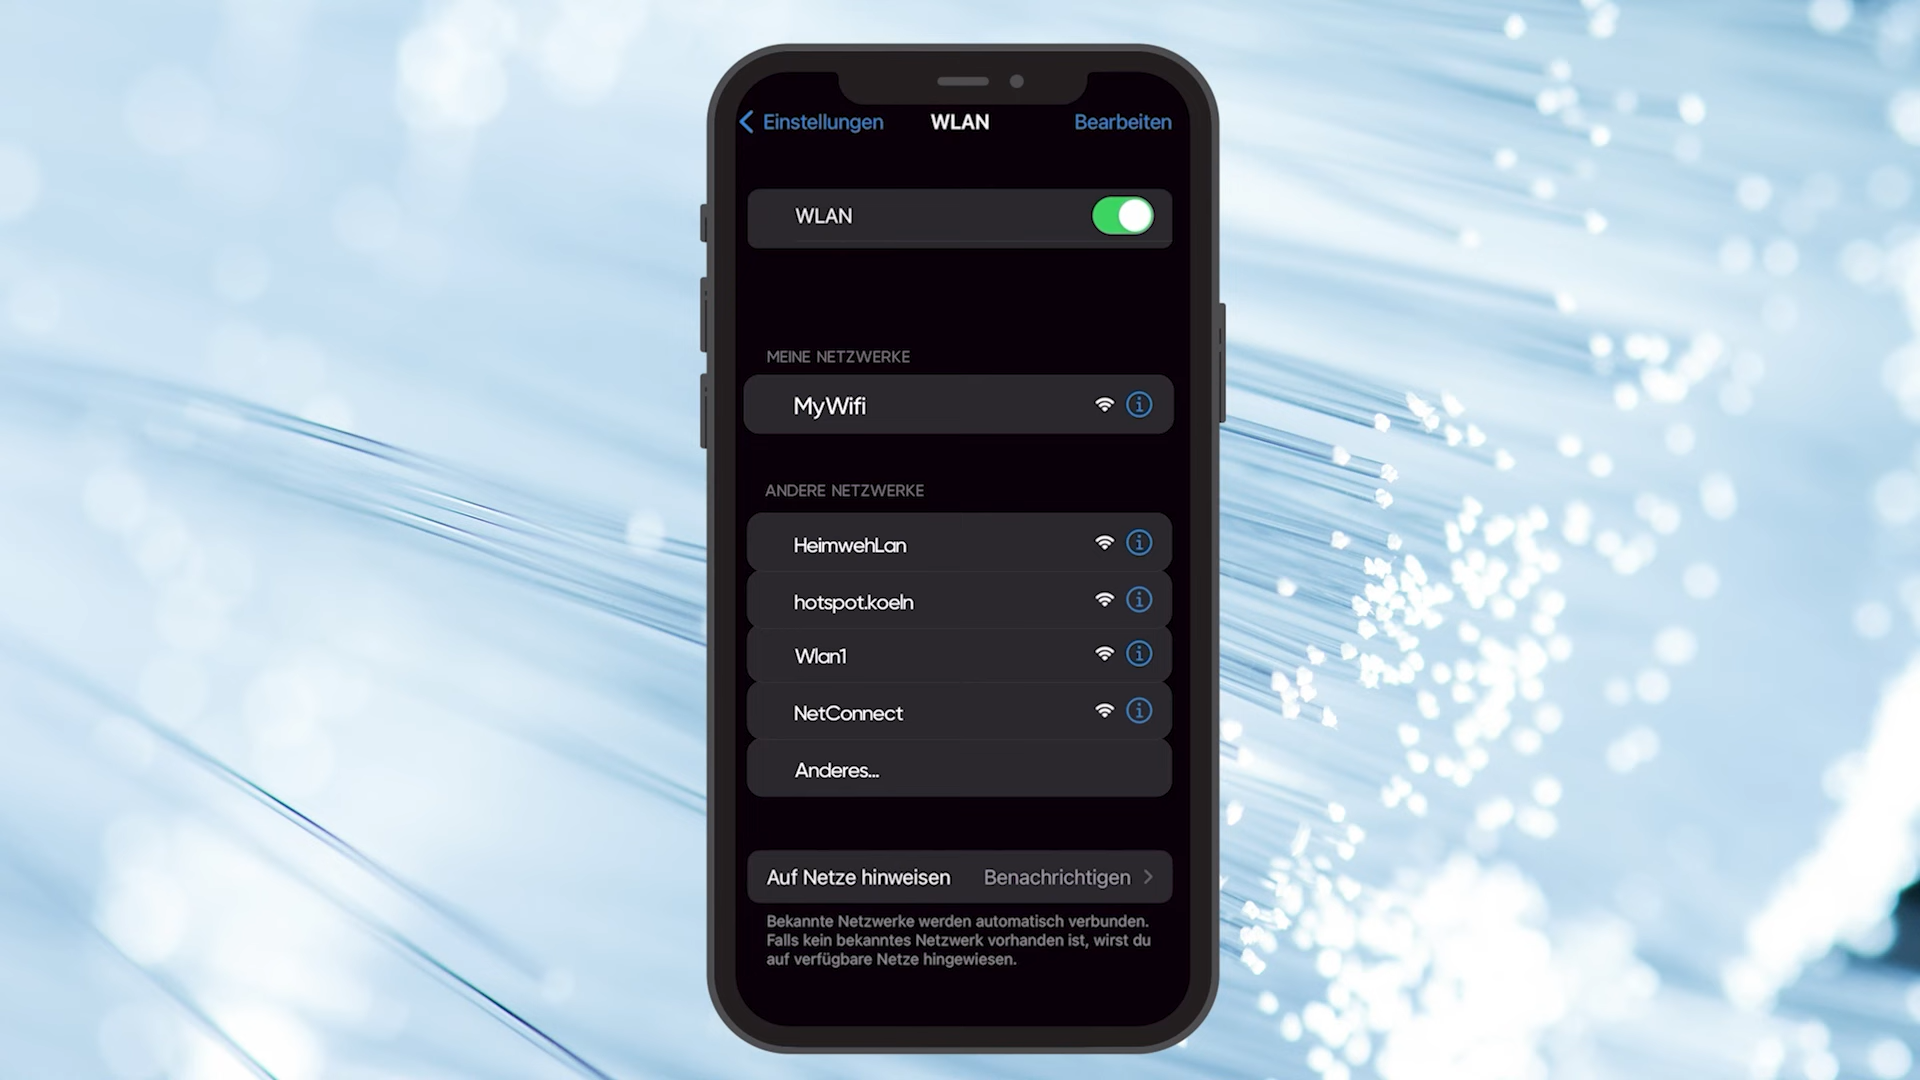 Einstellungen WLAN Bearbeiten
WLAN
MEINE NETZWERKE
MyWifi
ANDERE NETZWERKE
HeimwehLan
hotspot.koeln
Wlan1
NetConnect
Anderes...
Auf Netze hinweisen Benachrichtigen
Bekannte Netzwerke werden automatisch verbunden.
Falls kein bekanntes Netzwerk vorhanden ist, wirst du
auf verfügbare Netze hingewiesen.